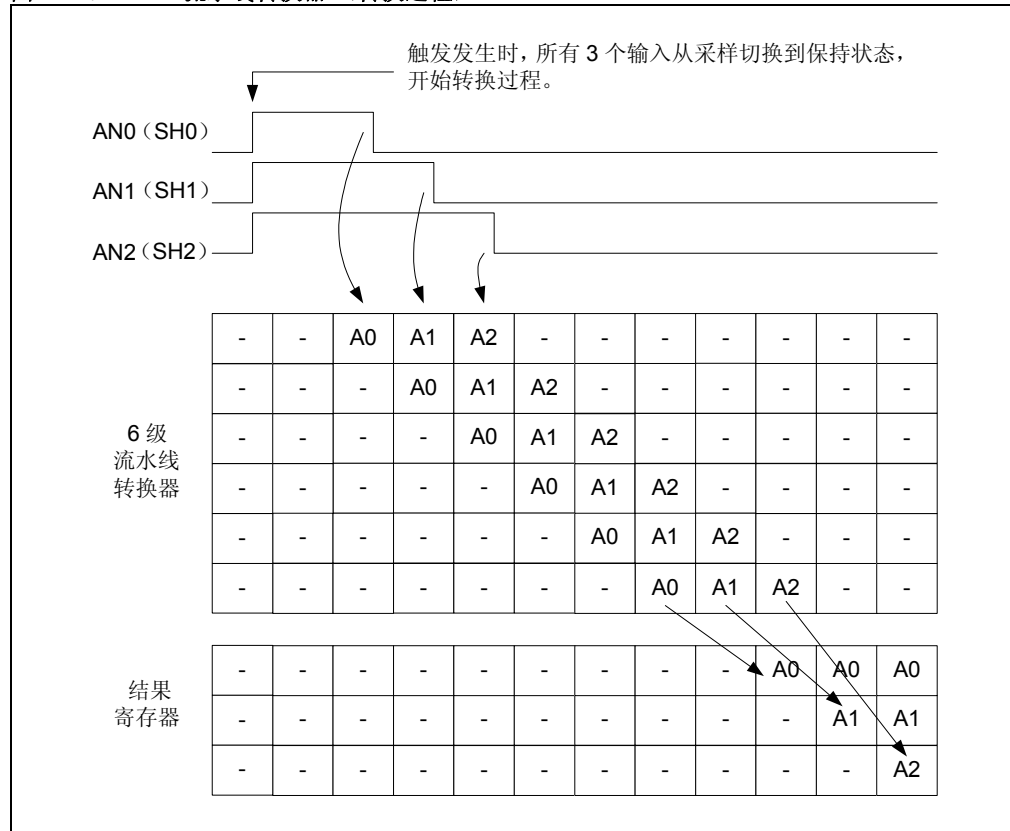 触发发生时，所有 3 个输入从采样切换到保持状态，
开始转换过程。
AN0（SH0）
AN1（SH1）
AN2（SH2）
- - A0 A1 A2 - - - - - - -
- - - A0 A1 A2 - - - - - -
- - - - A0 A1 A2 - - - - -
- - - - - A0 A1 A2 - - - -
- - - - - - A0 A1 A2 - - -
- - - - - - - A0 A1 A2 - -
6 级
流水线
转换器
- - - - - - - - - A0 A0 A0
- - - - - - - - - - A1 A1
- - - - - - - - - - - A2
结果
寄存器